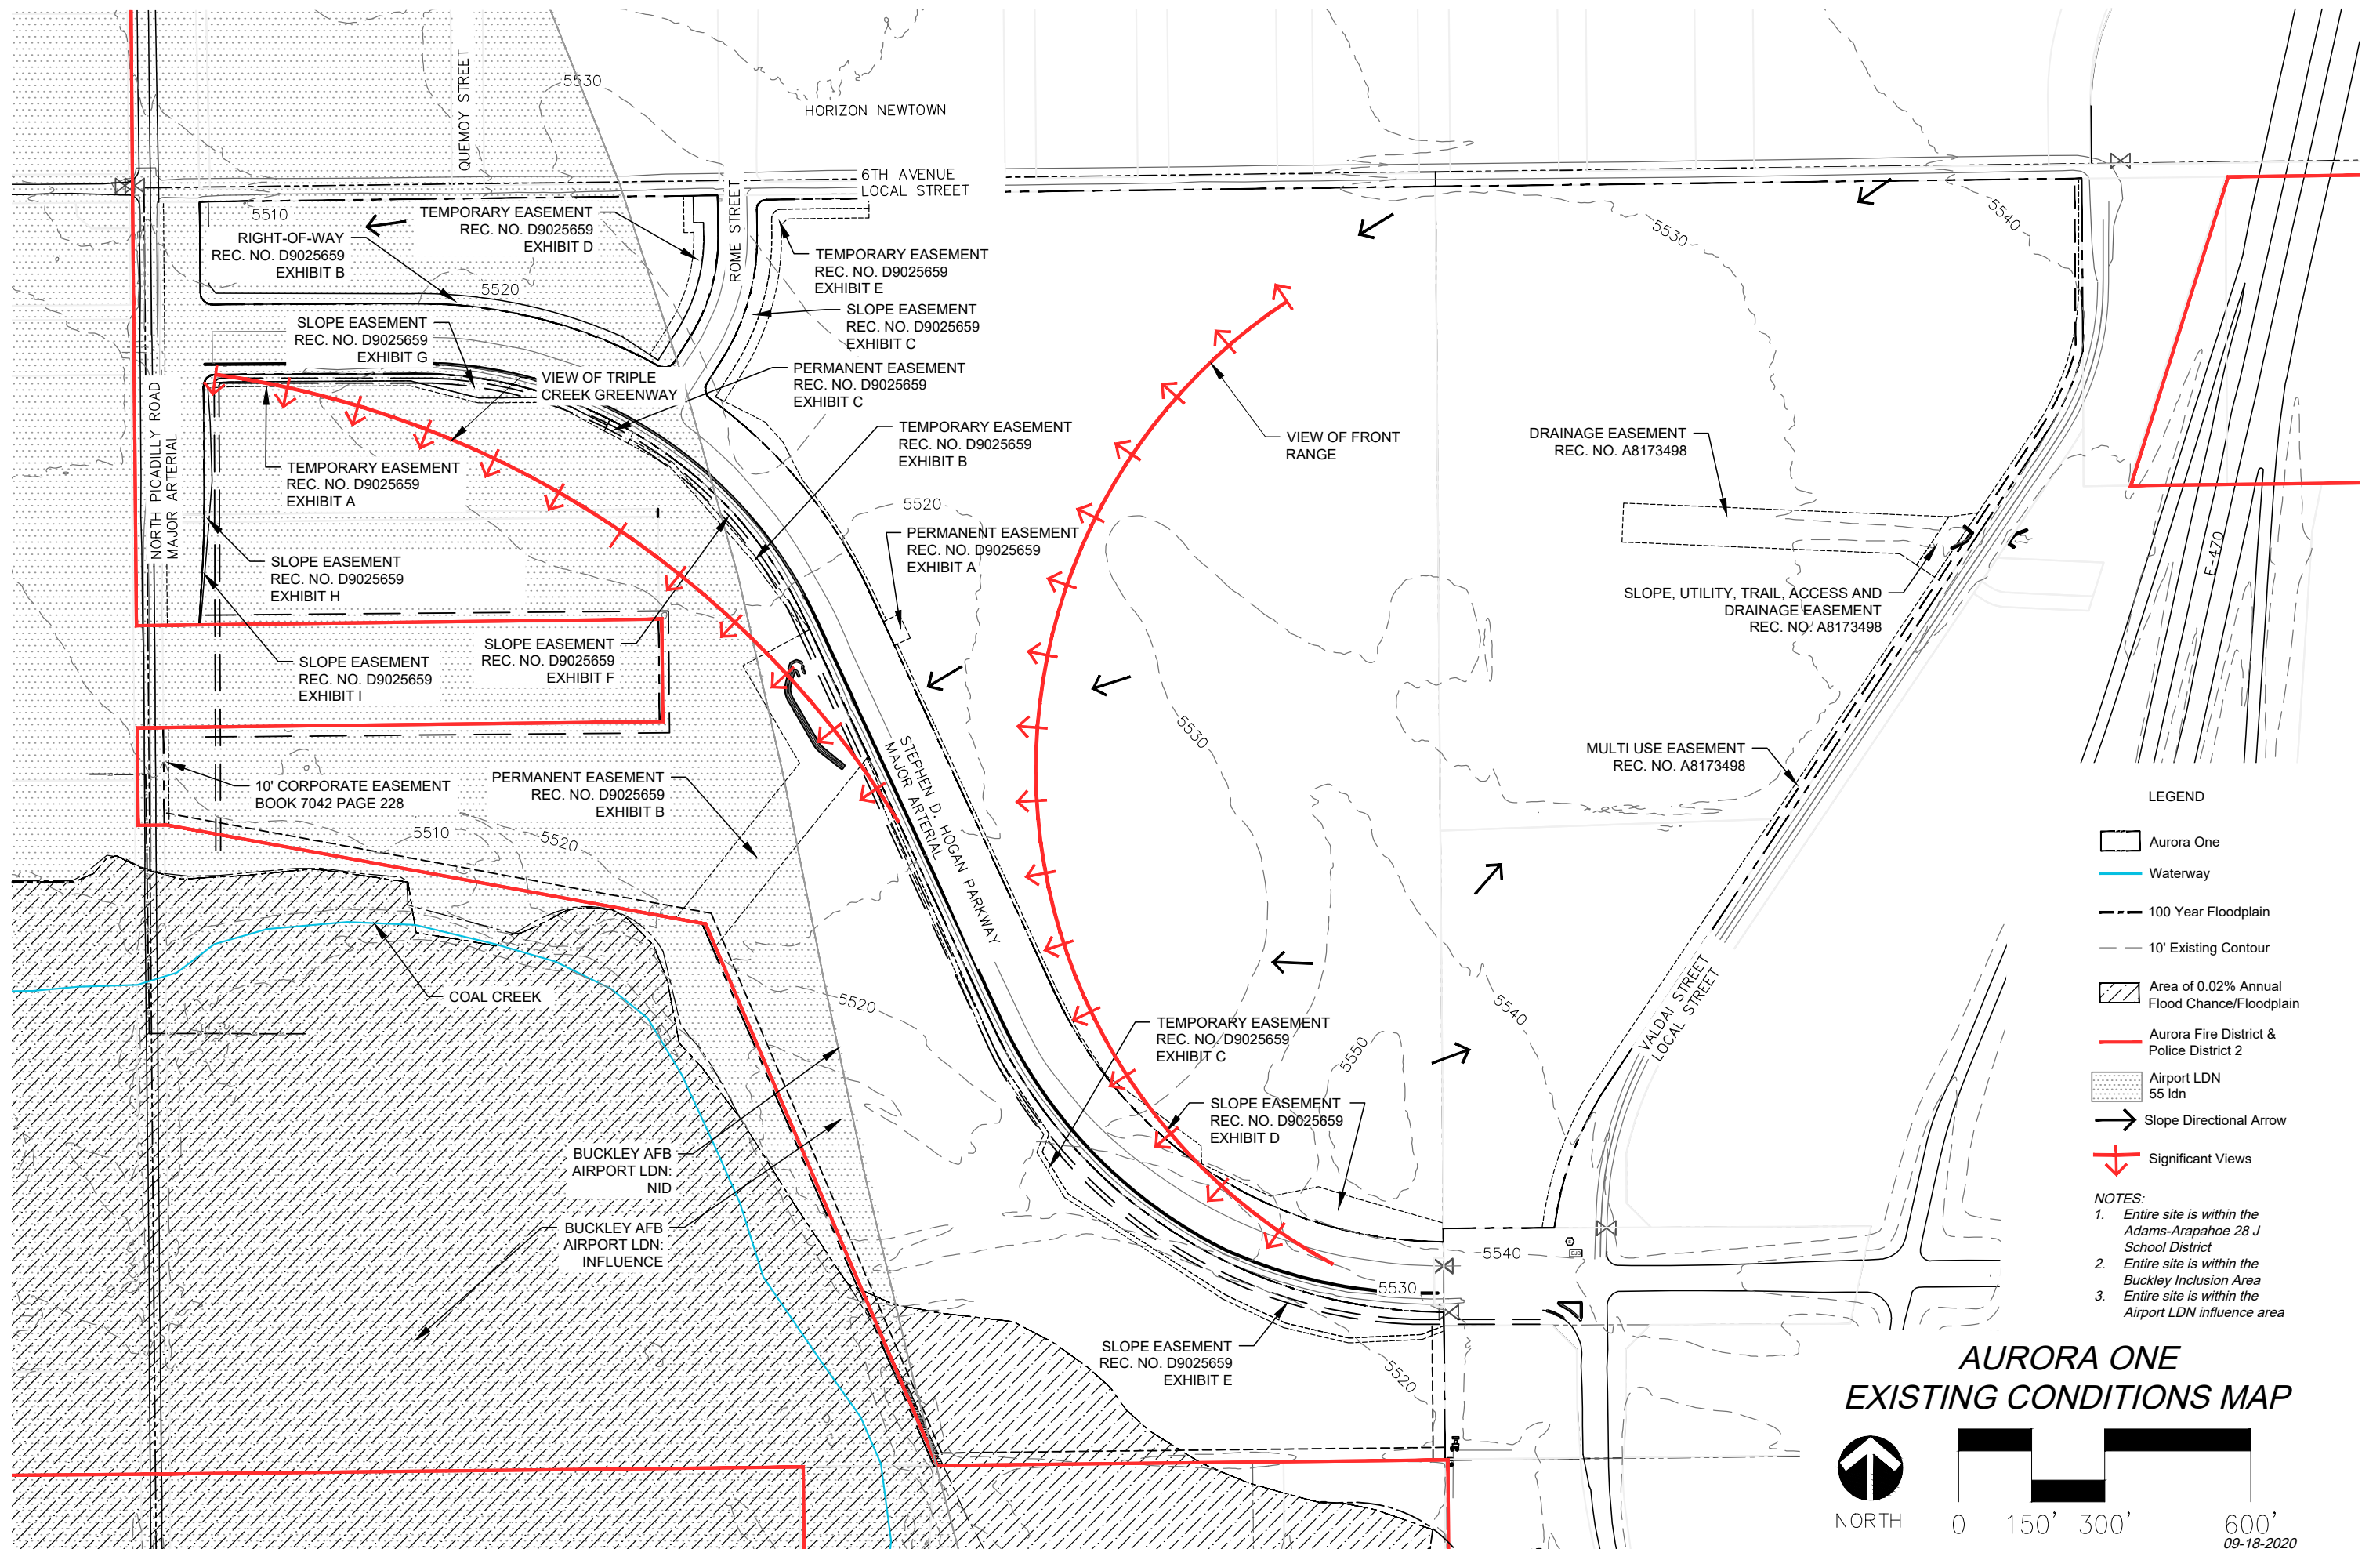 QUEMOY STREET
5530
HORIZON NEWTOWN
6TH AVENUE
LOCAL STREET
ROME STREET
5510
TEMPORARY EASEMENT
REC. NO. D9025659
EXHIBIT D
RIGHT-OF-WAY
REC. NO. D9025659
EXHIBIT B
5520
TEMPORARY EASEMENT
REC. NO. D9025659
EXHIBIT E
SLOPE EASEMENT
REC. NO. D9025659
EXHIBIT C
SLOPE EASEMENT
REC. NO. D9025659
EXHIBIT G
VIEW OF TRIPLE
CREEK GREENWAY
PERMANENT EASEMENT
REC. NO. D9025659
EXHIBIT C
TEMPORARY EASEMENT
REC. NO. D9025659
EXHIBIT B
VIEW OF FRONT
RANGE
5530
5540
DRAINAGE EASEMENT
REC. NO. A8173498
NORTH PICADILLY ROAD
MAJOR ARTERIAL
TEMPORARY EASEMENT
REC. NO. D9025659
EXHIBIT A
5520
PERMANENT EASEMENT
REC. NO. D9025659
EXHIBIT A
E-470
SLOPE EASEMENT
REC. NO. D9025659
EXHIBIT H
SLOPE, UTILITY, TRAIL, ACCESS AND
DRAINAGE EASEMENT
REC. NO. A8173498
SLOPE EASEMENT
REC. NO. D9025659
EXHIBIT F
SLOPE EASEMENT
REC. NO. D9025659
EXHIBIT I
5530
MULTI USE EASEMENT
REC. NO. A8173498
10' CORPORATE EASEMENT
BOOK 7042 PAGE 228
PERMANENT EASEMENT
REC. NO. D9025659
EXHIBIT B
STEPHEN D. HOGAN PARKWAY
MAJOR ARTERIAL
5510
5520
COAL CREEK
5520
5540
VALDAI STREET
LOCAL STREET
TEMPORARY EASEMENT
REC. NO. D9025659
EXHIBIT C
5550
SLOPE EASEMENT
REC. NO. D9025659
EXHIBIT D
BUCKLEY AFB
AIRPORT LDN:
NID
BUCKLEY AFB
AIRPORT LDN:
INFLUENCE
5540
5530
SLOPE EASEMENT
REC. NO. D9025659
EXHIBIT E
5520
LEGEND
Aurora One
Waterway
100 Year Floodplain
10' Existing Contour
Area of 0.02% Annual
Flood Chance/Floodplain
Aurora Fire District &
Police District 2
Airport LDN
55 ldn
Slope Directional Arrow
Significant Views
NOTES:
1. Entire site is within the
Adams-Arapahoe 28 J
School District
2. Entire site is within the
Buckley Inclusion Area
3. Entire site is within the
Airport LDN influence area
AURORA ONE
EXISTING CONDITIONS MAP
NORTH
0 150' 300' 600'
09-18-2020